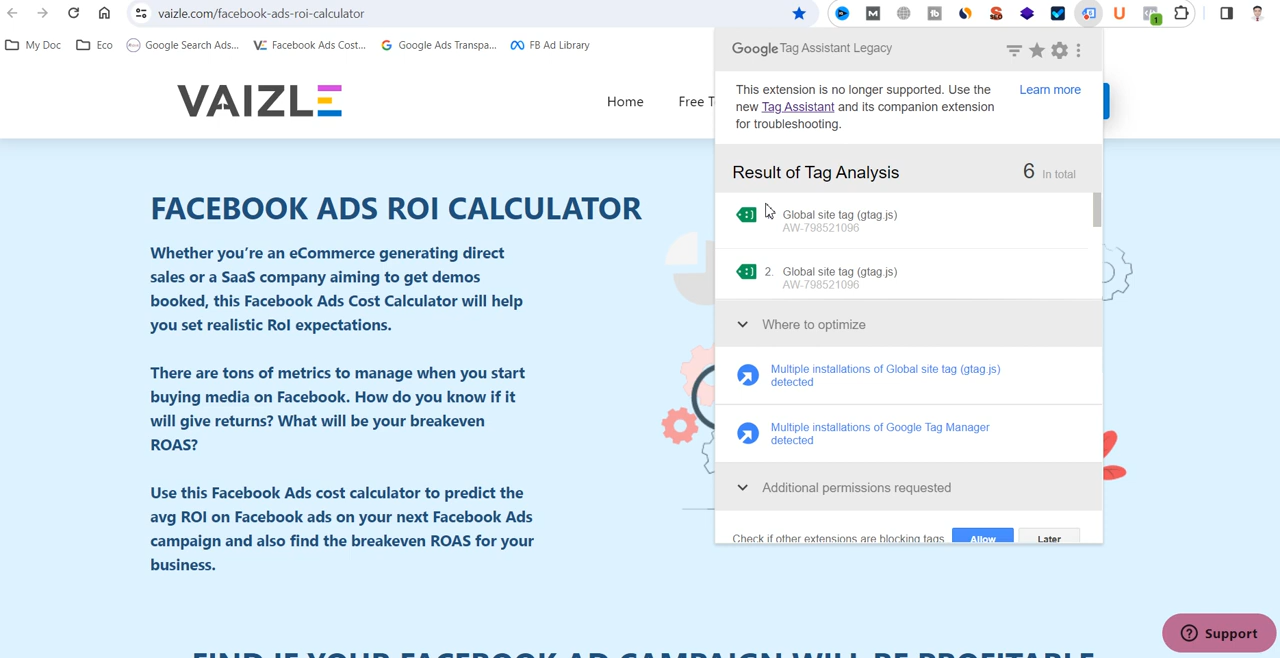 vaizle.com/facebook-ads-roi-calculator
My Doc
Eco
Google Search Ads...
Facebook Ads Cost...
Google Ads Transpa...
FB Ad Library
VAIZLE
Home
Free T
FACEBOOK ADS ROI CALCULATOR
Whether you're an eCommerce generating direct
sales or a SaaS company aiming to get demos
booked, this Facebook Ads Cost Calculator will help
you set realistic RoI expectations.
There are tons of metrics to manage when you start
buying media on Facebook. How do you know if it
will give returns? What will be your breakeven
ROAS?
Use this Facebook Ads cost calculator to predict the
avg ROI on Facebook ads on your next Facebook Ads
campaign and also find the breakeven ROAS for your
business.
FIND IF YOUR FACEBOOK AD CAMPAIGN WILL BE PROFITABLE
Google Tag Assistant Legacy
This extension is no longer supported. Use the
new Tag Assistant and its companion extension
for troubleshooting.
Learn more
Result of Tag Analysis
6 In total
Global site tag (gtag.js)
AW-798521096
2. Global site tag (gtag.js)
AW-798521096
Where to optimize
Multiple installations of Global site tag (gtag.js)
detected
Multiple installations of Google Tag Manager
detected
Additional permissions requested
Check if other extensions are blocking tags
Allow
Later
Support